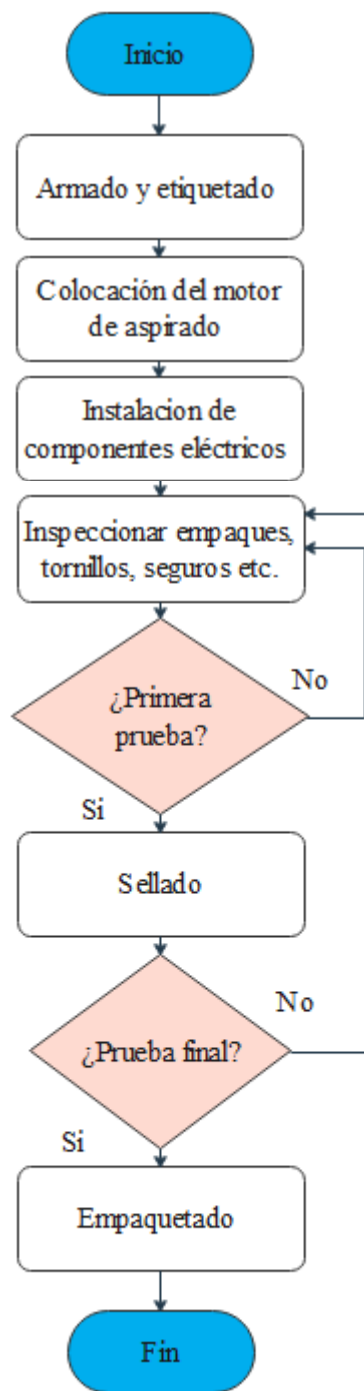 Inicio
Armado y etiquetado
Colocación del motor
de aspirado
Instalacion de
componentes eléctricos
Inspeccionar empaques,
tornillos, seguros etc.
¿Primera
prueba?
No
Si
Sellado
¿Prueba final?
No
Si
Empaquetado
Fin